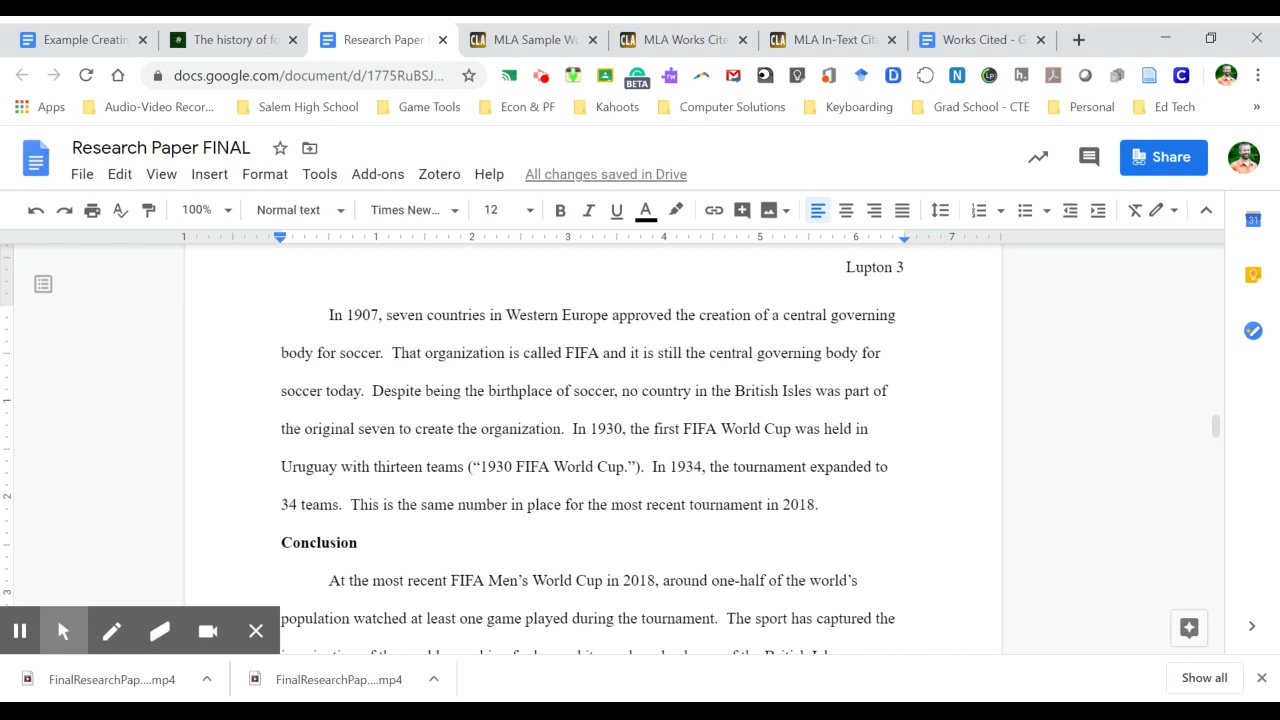 Example Creatin
The history of fo
Research Paper
MLA Sample Wo
MLA Works Cite
MLA In-Text Cit
Works Cited - G
docs.google.com/document/d/1775RuBSJ...
BETA
Apps Audio-Video Recor... Salem High School Game Tools Econ & PF Kahoots Computer Solutions Keyboarding Grad School - CTE Personal Ed Tech »
Research Paper FINAL
Share
File Edit View Insert Format Tools Add-ons Zotero Help All changes saved in Drive
100% Normal text Times New... 12 B I U A
1 1 2 3 4 5 6 7
Lupton 3
In 1907, seven countries in Western Europe approved the creation of a central governing
body for soccer.  That organization is called FIFA and it is still the central governing body for
soccer today.  Despite being the birthplace of soccer, no country in the British Isles was part of
the original seven to create the organization.  In 1930, the first FIFA World Cup was held in
Uruguay with thirteen teams (“1930 FIFA World Cup.”).  In 1934, the tournament expanded to
34 teams.  This is the same number in place for the most recent tournament in 2018.
Conclusion
At the most recent FIFA Men’s World Cup in 2018, around one-half of the world’s
population watched at least one game played during the tournament.  The sport has captured the
FinalResearchPap....mp4
FinalResearchPap....mp4
Show all